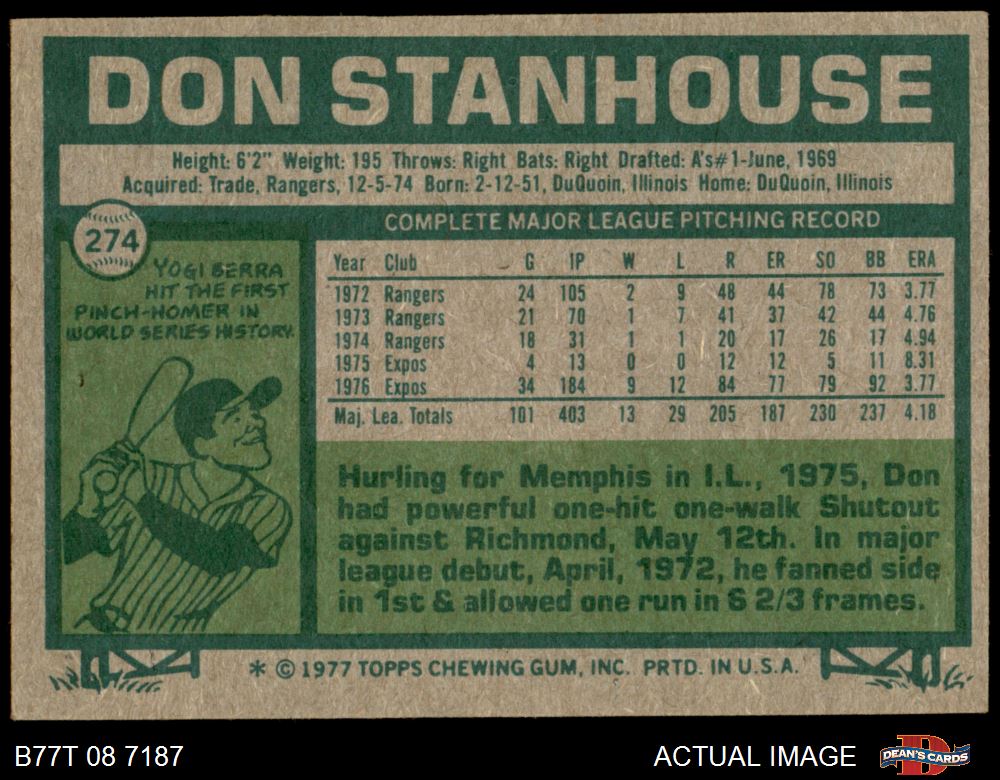 DON STANHOUSE
Height: 6'2" Weight: 195 Throws: Right Bats: Right Drafted: A's#1-June, 1969
Acquired: Trade, Rangers, 12-5-74 Born: 2-12-51, DuQuoin, Illinois Home: DuQuoin, Illinois
274
YOGI BERRA
HIT THE FIRST
PINCH-HOMER IN
WORLD SERIES HISTORY.
COMPLETE MAJOR LEAGUE PITCHING RECORD
Year Club G IP W L R ER SO BB ERA
1972 Rangers 24 105 2 9 48 44 78 73 3.77
1973 Rangers 21 70 1 7 41 37 42 44 4.76
1974 Rangers 18 31 1 1 20 17 26 17 4.94
1975 Expos 4 13 0 0 12 12 5 11 8.31
1976 Expos 34 184 9 12 84 77 79 92 3.77
Maj. Lea. Totals 101 403 13 29 205 187 230 237 4.18
Hurling for Memphis in I.L., 1975, Don
had powerful one-hit one-walk Shutout
against Richmond, May 12th. In major
league debut, April, 1972, he fanned side
in 1st & allowed one run in 6 2/3 frames.
* © 1977 TOPPS CHEWING GUM, INC. PRTD. IN U.S.A.
B77T 08 7187
ACTUAL IMAGE
DEAN'S CARDS